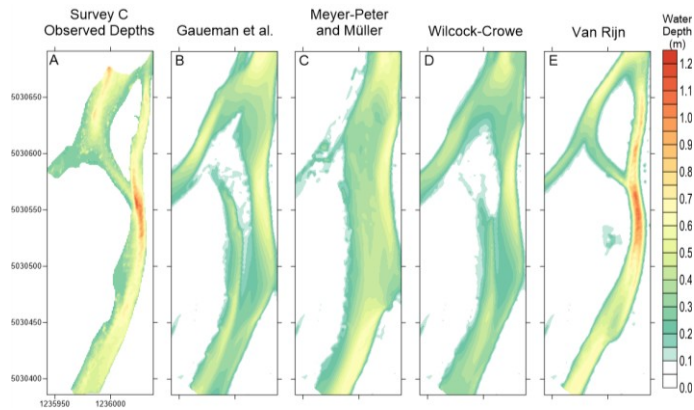 Survey C
Observed Depths
Gaueman et al.
Meyer-Peter
and Müller
Wilcock-Crowe
Van Rijn
Water
Depth
(m)
A
B
C
D
E
5030650
5030600
5030550
5030500
5030450
5030400
1235950
1236000
1.2
1.1
1.0
0.9
0.8
0.7
0.6
0.5
0.4
0.3
0.2
0.1
0.0